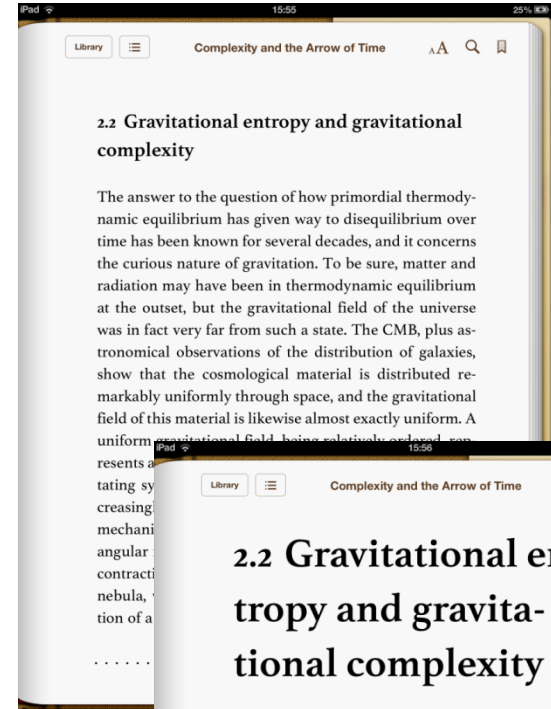 iPad 15:55 25%
Library Complexity and the Arrow of Time AA
2.2 Gravitational entropy and gravitational
complexity
The answer to the question of how primordial thermody-
namic equilibrium has given way to disequilibrium over
time has been known for several decades, and it concerns
the curious nature of gravitation. To be sure, matter and
radiation may have been in thermodynamic equilibrium
at the outset, but the gravitational field of the universe
was in fact very far from such a state. The CMB, plus as-
tronomical observations of the distribution of galaxies,
show that the cosmological material is distributed re-
markably uniformly through space, and the gravitational
field of this material is likewise almost exactly uniform. A
uniform gravitational field, being relatively ordered, rep-
resents a
tating sy
creasing
mechani
angular
contracti
nebula,
tion of a
. . . . . .
iPad 15:56
Library Complexity and the Arrow of Time
2.2 Gravitational en
tropy and gravita-
tional complexity